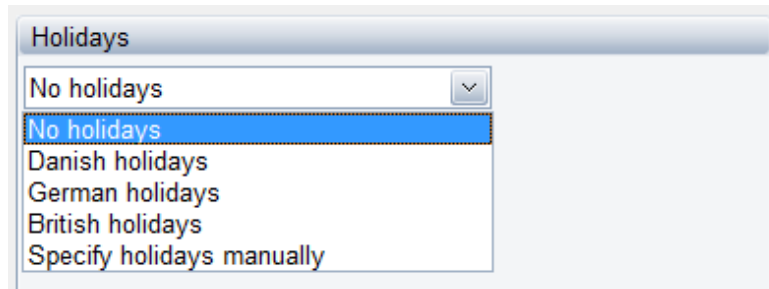 Holidays
No holidays
No holidays
Danish holidays
German holidays
British holidays
Specify holidays manually